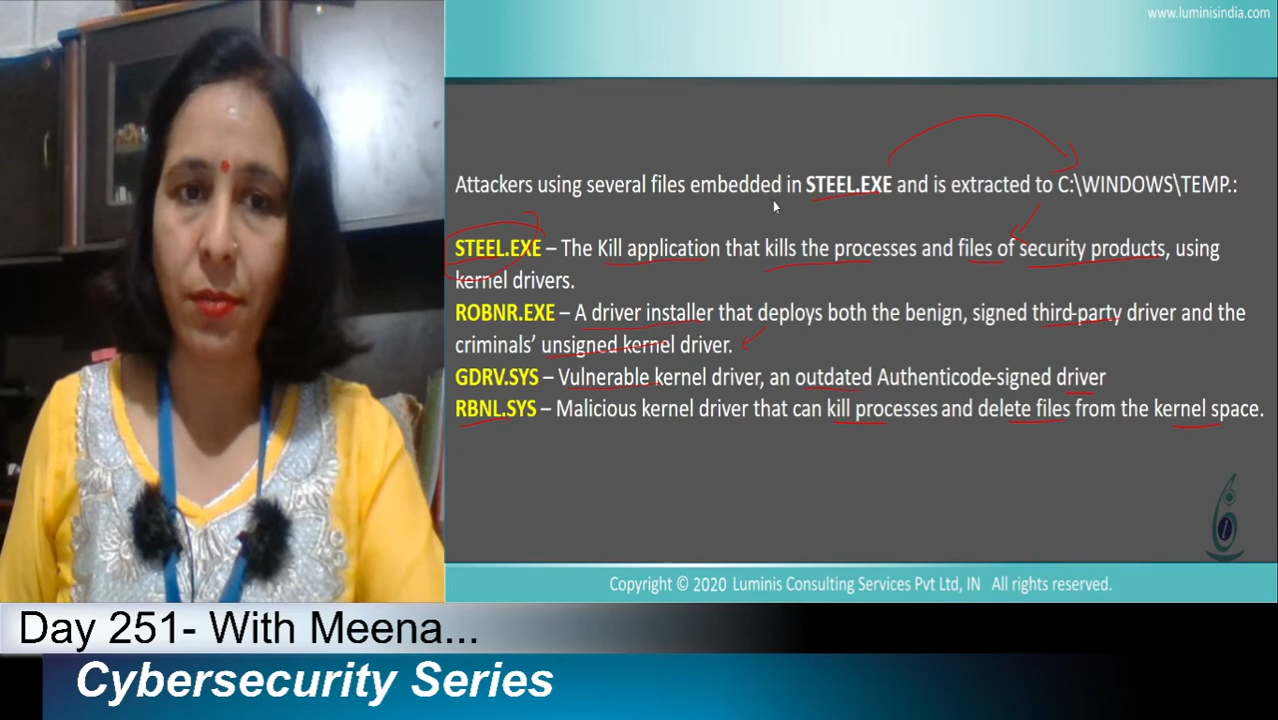 www.luminisindia.com
Attackers using several files embedded in STEEL.EXE and is extracted to C:\WINDOWS\TEMP.:
STEEL.EXE – The Kill application that kills the processes and files of security products, using
kernel drivers.
ROBNR.EXE – A driver installer that deploys both the benign, signed third-party driver and the
criminals’ unsigned kernel driver.
GDRV.SYS – Vulnerable kernel driver, an outdated Authenticode-signed driver
RBNL.SYS – Malicious kernel driver that can kill processes and delete files from the kernel space.
Copyright © 2020 Luminis Consulting Services Pvt Ltd, IN All rights reserved.
Day 251- With Meena...
Cybersecurity Series